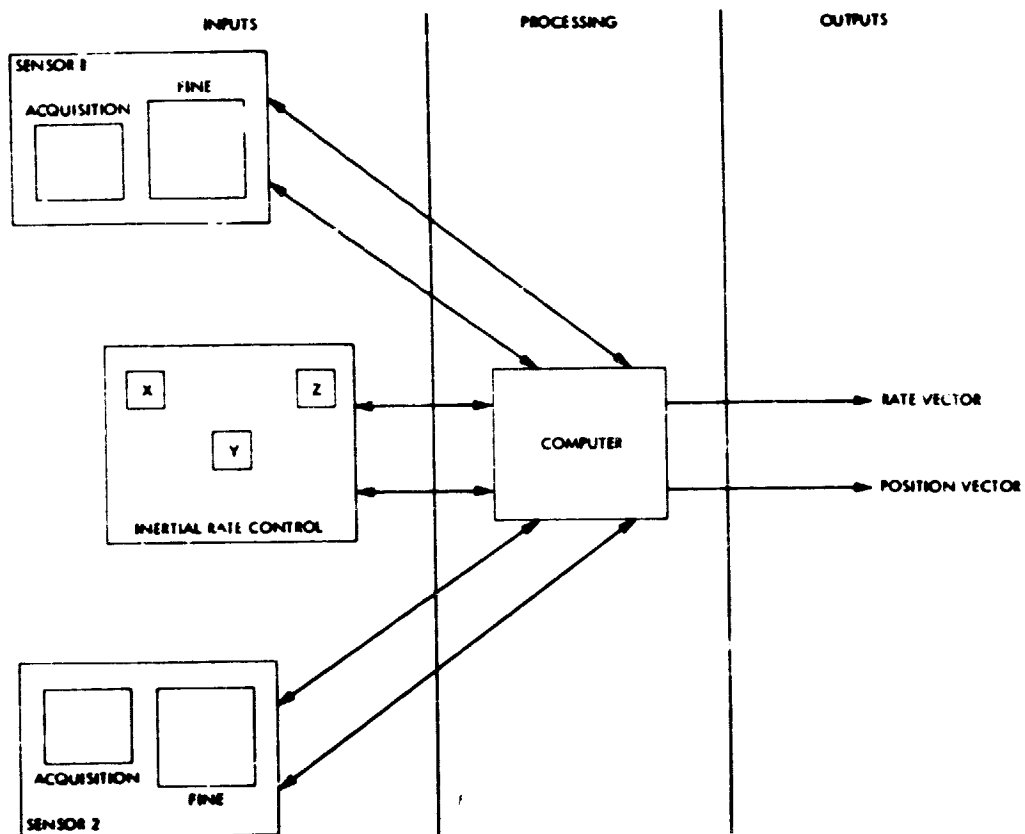 INPUTS
PROCESSING
OUTPUTS
SENSOR 1
FINE
ACQUISITION
X
Z
Y
INERTIAL RATE CONTROL
COMPUTER
RATE VECTOR
POSITION VECTOR
ACQUISITION
FINE
SENSOR 2